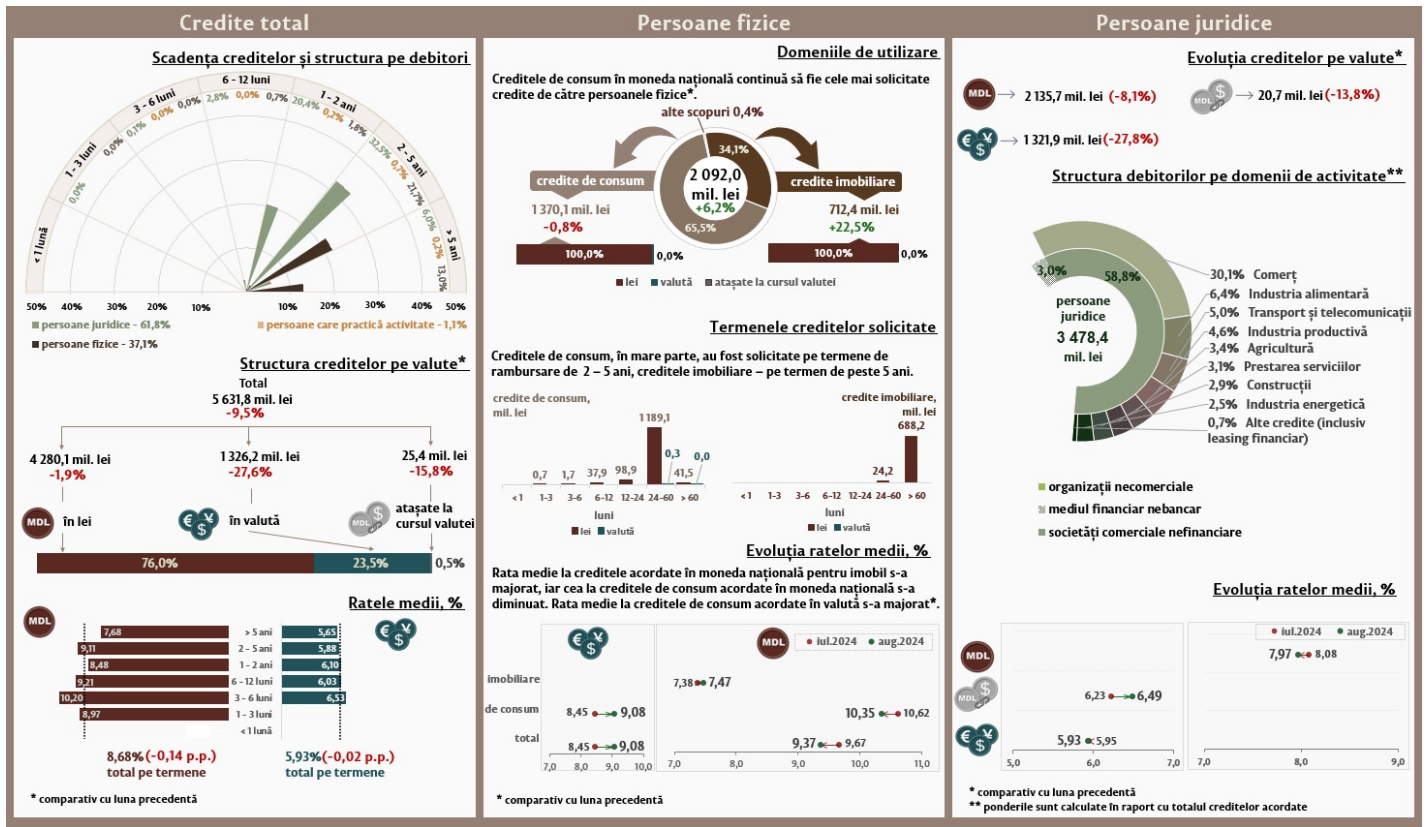 Credite total
Scadența creditelor și structura pe debitori
< 1 lună
1 - 3 luni
3 - 6 luni
6 - 12 luni
1 - 2 ani
2 - 5 ani
> 5 ani
0,0%
0,0%
0,1%
0,0%
0,0%
2,8%
0,0%
0,7%
20,4%
0,2%
1,8%
32,5%
0,7%
21,7%
6,0%
0,2%
13,0%
50% 40% 30% 20% 10% 10% 20% 30% 40% 50%
persoane juridice - 61,8%
persoane care practică activitate - 1,1%
persoane fizice - 37,1%
Structura creditelor pe valute*
Total
5 631,8 mil. lei
-9,5%
4 280,1 mil. lei
-1,9%
1 326,2 mil. lei
-27,6%
25,4 mil. lei
-15,8%
MDL
în lei
€ ¥ $
în valută
MDL $
atașate la
cursul valutei
76,0% 23,5% 0,5%
Ratele medii, %
MDL
€ ¥ $
7,68 > 5 ani 5,65
9,11 2 - 5 ani 5,88
8,48 1 - 2 ani 6,10
9,21 6 - 12 luni 6,03
10,20 3 - 6 luni 6,53
8,97 1 - 3 luni
< 1 lună
8,68% (-0,14 p.p.)
total pe termene
5,93% (-0,02 p.p.)
total pe termene
* comparativ cu luna precedentă
Persoane fizice
Domeniile de utilizare
Creditele de consum în moneda națională continuă să fie cele mai solicitate
credite de către persoanele fizice*.
alte scopuri 0,4%
34,1%
2 092,0
mil. lei
+6,2%
65,5%
credite de consum
1 370,1 mil. lei
-0,8%
100,0% 0,0%
credite imobiliare
712,4 mil. lei
+22,5%
100,0% 0,0%
lei valută atașate la cursul valutei
Termenele creditelor solicitate
Creditele de consum, în mare parte, au fost solicitate pe termene de
rambursare de 2 – 5 ani, creditele imobiliare – pe termen de peste 5 ani.
credite de consum,
mil. lei
0,7 1,7 37,9 98,9 1 189,1 0,3 41,5 0,0
< 1 1-3 3-6 6-12 12-24 24-60 > 60
luni
lei valută
credite imobiliare,
mil. lei
24,2 688,2
< 1 1-3 3-6 6-12 12-24 24-60 > 60
luni
lei valută
Evoluția ratelor medii, %
Rata medie la creditele acordate în moneda națională pentru imobil s-a
majorat, iar cea la creditele de consum acordate în moneda națională s-a
diminuat. Rata medie la creditele de consum acordate în valută s-a majorat*.
€ ¥ $
MDL
iul.2024 aug.2024
imobiliare
7,38 7,47
de consum
8,45 9,08
10,35 10,62
total
8,45 9,08
9,37 9,67
7,0 8,0 9,0 10,0
7,0 8,0 9,0 10,0 11,0
* comparativ cu luna precedentă
Persoane juridice
Evoluția creditelor pe valute*
MDL
2 135,7 mil. lei (-8,1%)
MDL $
20,7 mil. lei (-13,8%)
€ ¥ $
1 321,9 mil. lei (-27,8%)
Structura debitorilor pe domenii de activitate**
3,0%
58,8%
persoane
juridice
3 478,4
mil. lei
30,1% Comerț
6,4% Industria alimentară
5,0% Transport și telecomunicații
4,6% Industria productivă
3,4% Agricultură
3,1% Prestarea serviciilor
2,9% Construcții
2,5% Industria energetică
0,7% Alte credite (inclusiv
leasing financiar)
organizații necomerciale
mediul financiar nebancar
societăți comerciale nefinanciare
Evoluția ratelor medii, %
iul.2024 aug.2024
MDL
7,97 8,08
MDL $
6,23 6,49
€ ¥ $
5,93 5,95
5,0 6,0 7,0
7,0 8,0 9,0
* comparativ cu luna precedentă
** ponderile sunt calculate în raport cu totalul creditelor acordate